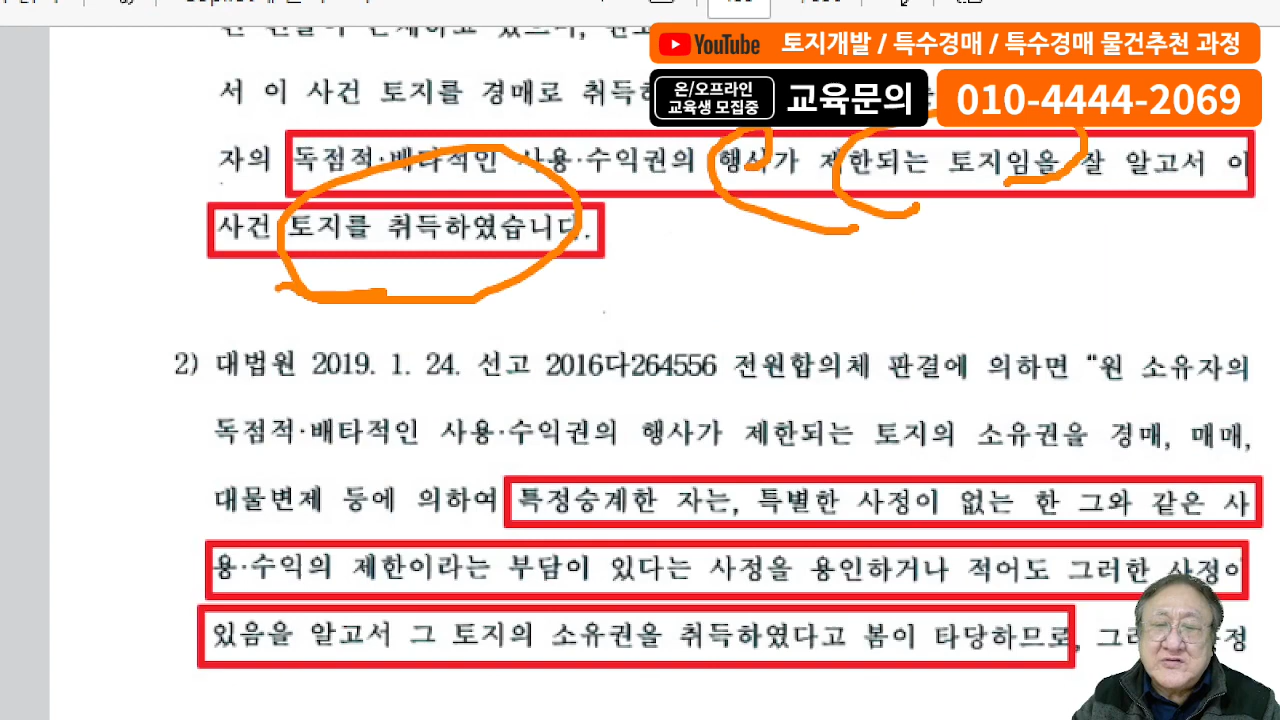 YouTube 토지개발 / 특수경매 / 특수경매 물건추천 과정
온/오프라인
교육생 모집중
교육문의 010-4444-2069
서 이 사건 토지를 경매로
자의 독점적·배타적인 사용·수익권의 행사가 제한되는 토지임을 잘 알고서 이
사건 토지를 취득하였습니다.
2) 대법원 2019. 1. 24. 선고 2016다264556 전원합의체 판결에 의하면 "원 소유자의
독점적·배타적인 사용·수익권의 행사가 제한되는 토지의 소유권을 경매, 매매,
대물변제 등에 의하여 특정승계한 자는, 특별한 사정이 없는 한 그와 같은 사
용·수익의 제한이라는 부담이 있다는 사정을 용인하거나 적어도 그러한 사정이
있음을 알고서 그 토지의 소유권을 취득하였다고 봄이 타당하므로,